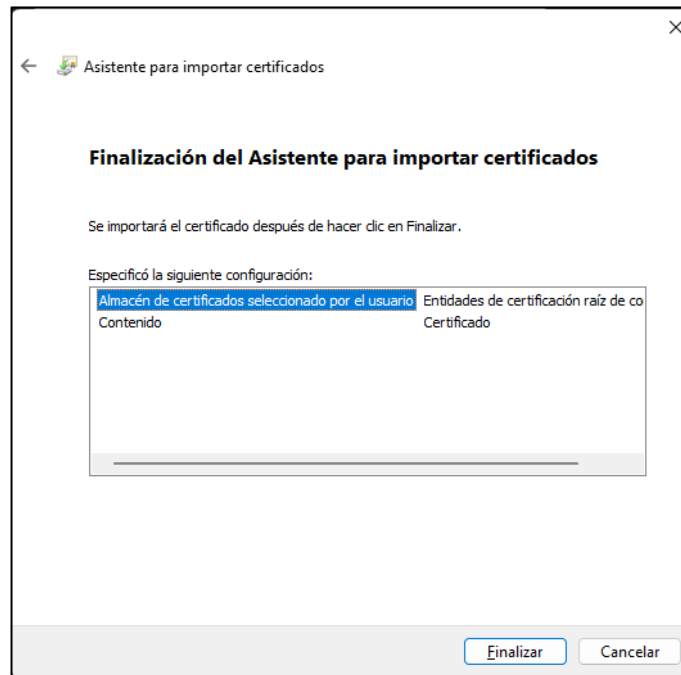 Asistente para importar certificados
Finalización del Asistente para importar certificados
Se importará el certificado después de hacer clic en Finalizar.
Especificó la siguiente configuración:
Almacén de certificados seleccionado por el usuario Entidades de certificación raíz de co
Contenido Certificado
Finalizar Cancelar